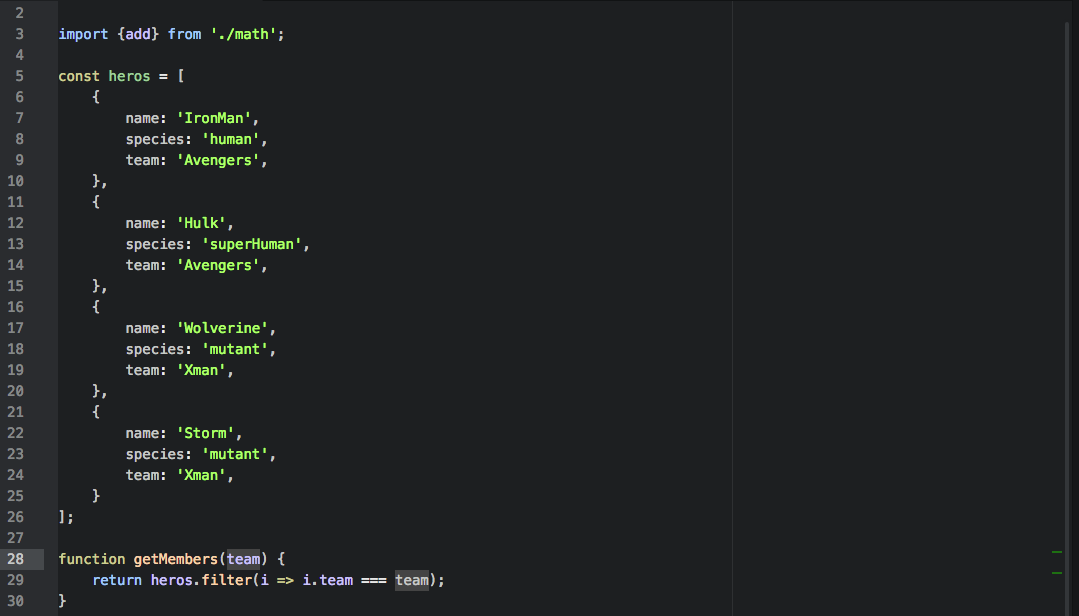 2
3 import {add} from './math';
4
5 const heros = [
6     {
7         name: 'IronMan',
8         species: 'human',
9         team: 'Avengers',
10     },
11     {
12         name: 'Hulk',
13         species: 'superHuman',
14         team: 'Avengers',
15     },
16     {
17         name: 'Wolverine',
18         species: 'mutant',
19         team: 'Xman',
20     },
21     {
22         name: 'Storm',
23         species: 'mutant',
24         team: 'Xman',
25     }
26 ];
27
28 function getMembers(team) {
29     return heros.filter(i => i.team === team);
30 }